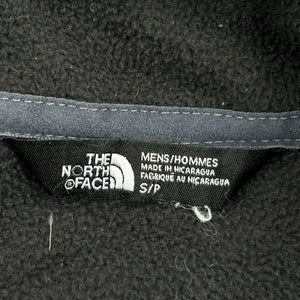 THE
NORTH
FACE
®
MENS/HOMMES
MADE IN NICARAGUA
FABRIQUÉ AU NICARAGUA
S/P